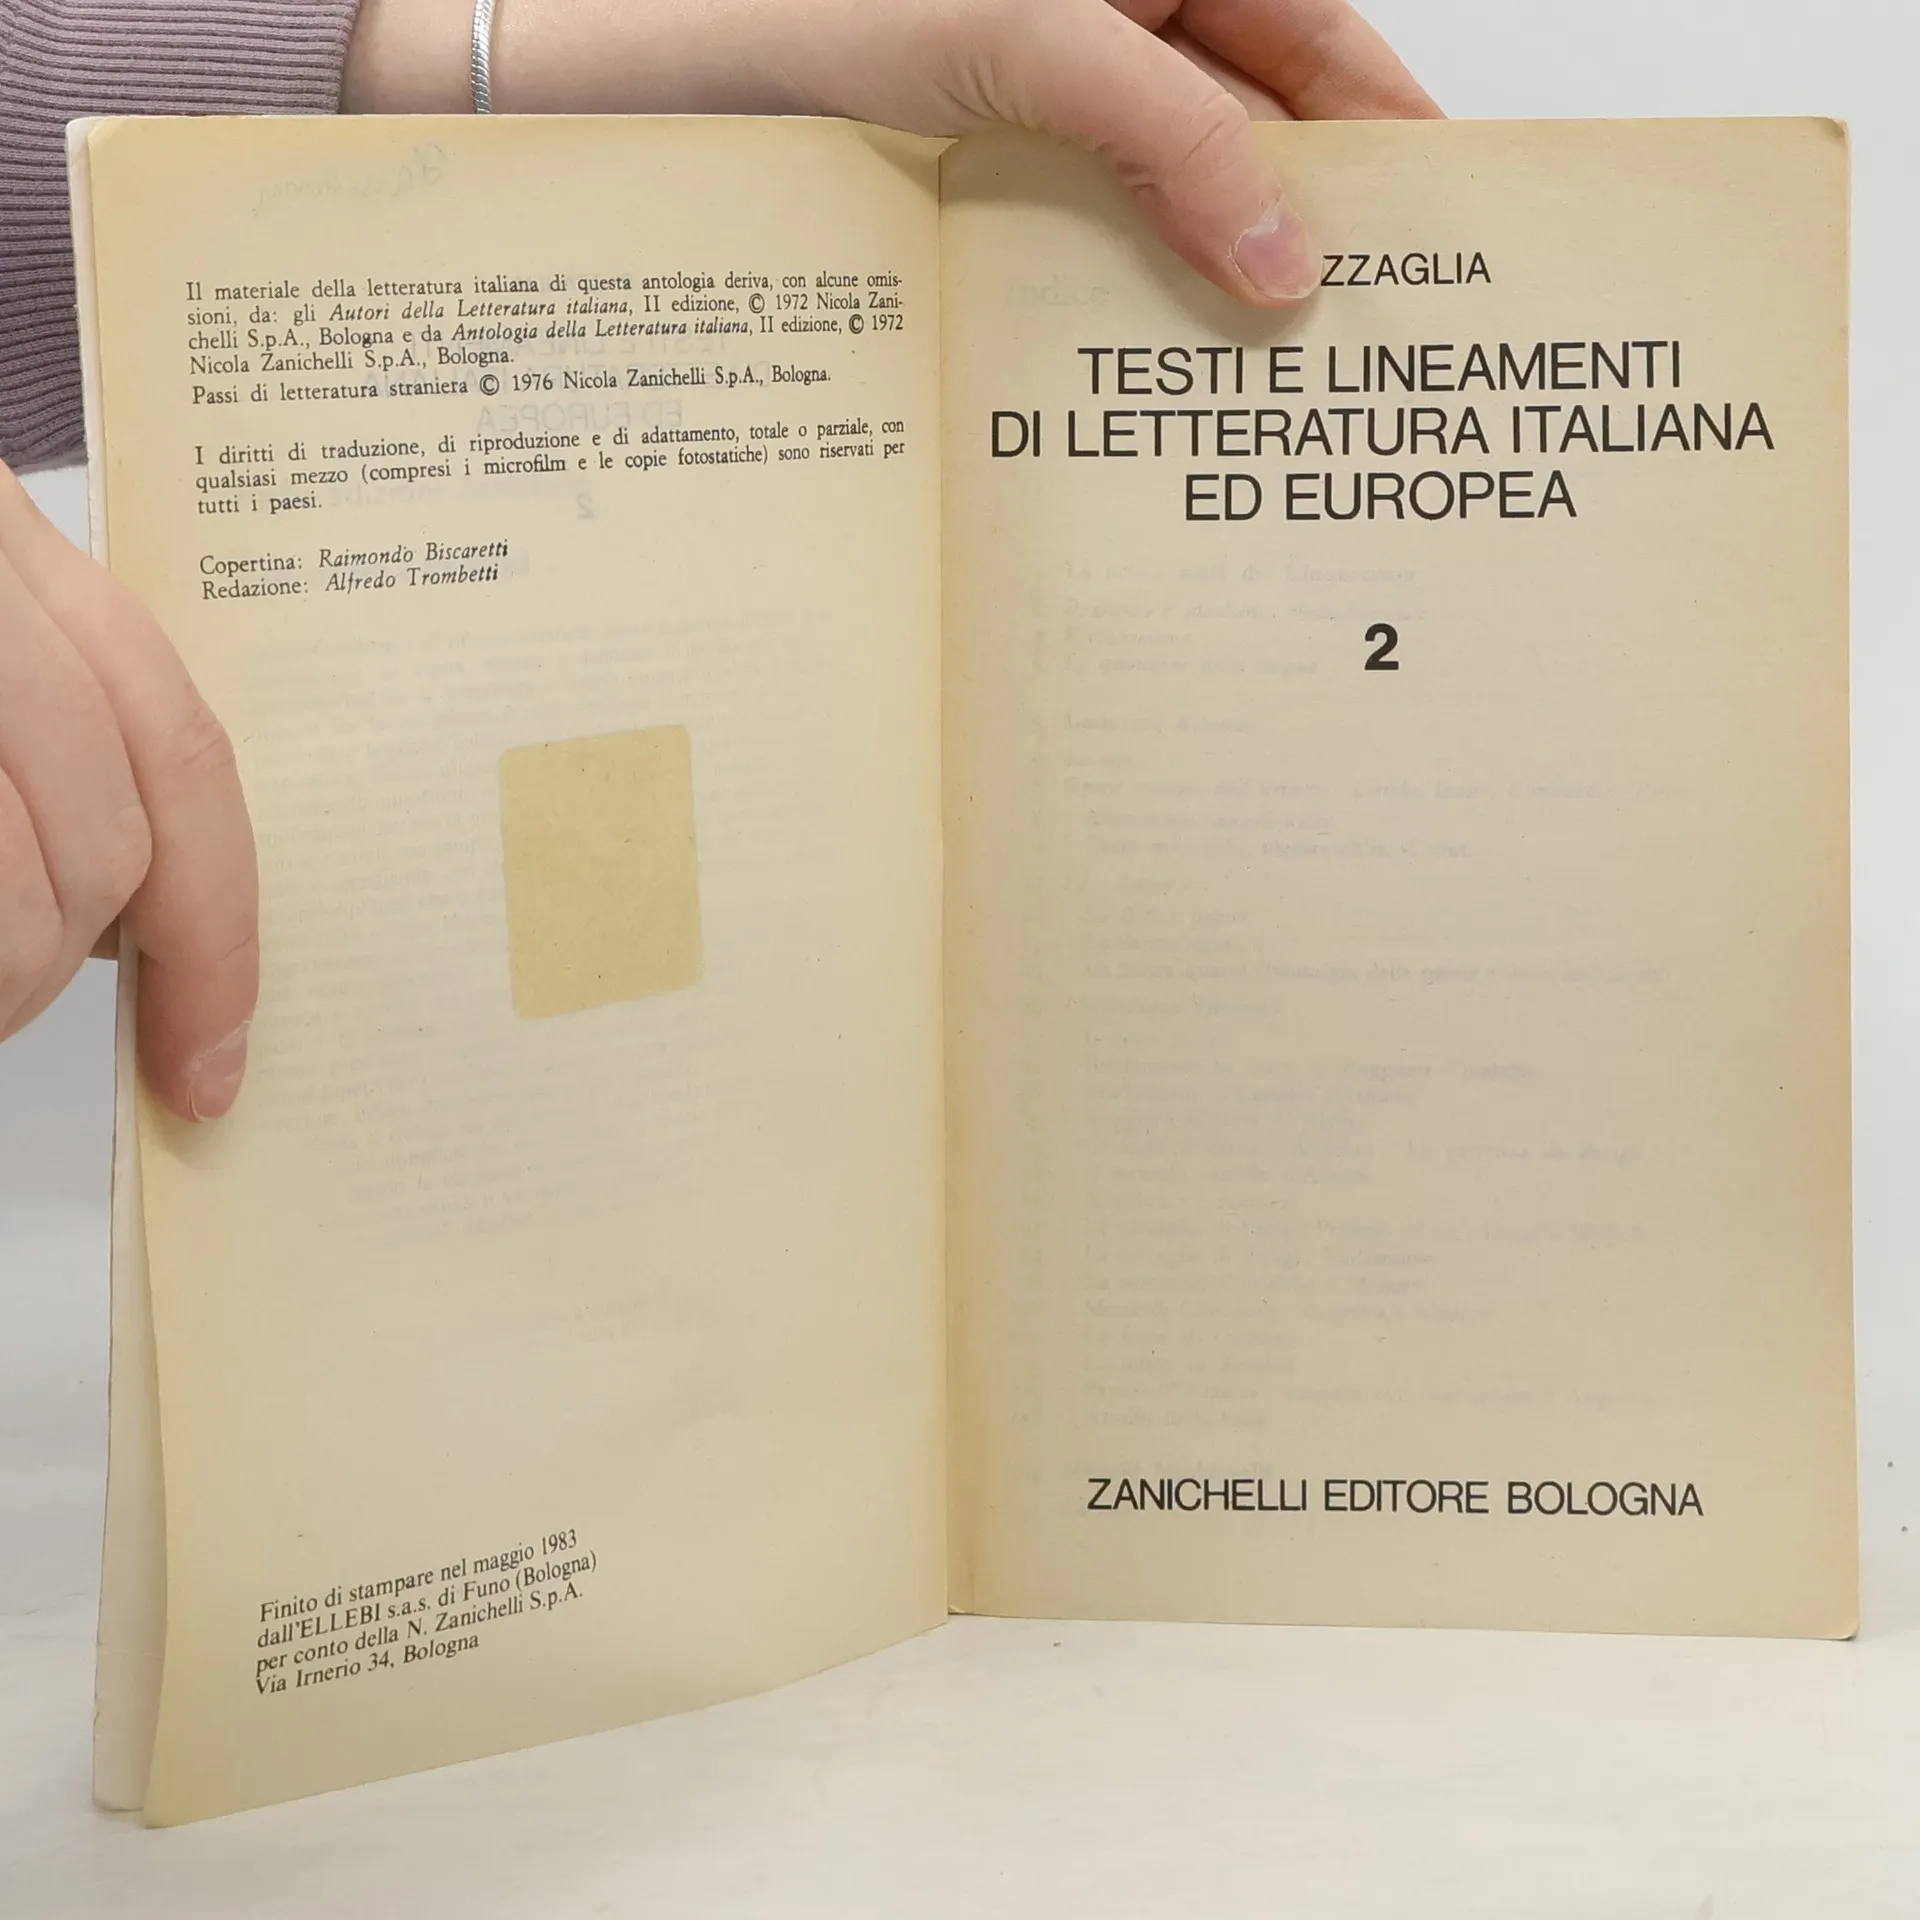 Il materiale della letteratura italiana di questa antologia deriva, con alcune omis-
sioni, da: gli Autori della Letteratura italiana, II edizione, © 1972 Nicola Zani-
chelli S.p.A., Bologna e da Antologia della Letteratura italiana, II edizione, © 1972
Nicola Zanichelli S.p.A., Bologna.
Passi di letteratura straniera © 1976 Nicola Zanichelli S.p.A., Bologna.
I diritti di traduzione, di riproduzione e di adattamento, totale o parziale, con
qualsiasi mezzo (compresi i microfilm e le copie fotostatiche) sono riservati per
tutti i paesi.
Copertina: Raimondo Biscaretti
Redazione: Alfredo Trombetti
Finito di stampare nel maggio 1983
dall'ELLEBI s.a.s. di Funo (Bologna)
per conto della N. Zanichelli S.p.A.
Via Irnerio 34, Bologna
ZZAGLIA
TESTI E LINEAMENTI
DI LETTERATURA ITALIANA
ED EUROPEA
2
ZANICHELLI EDITORE BOLOGNA